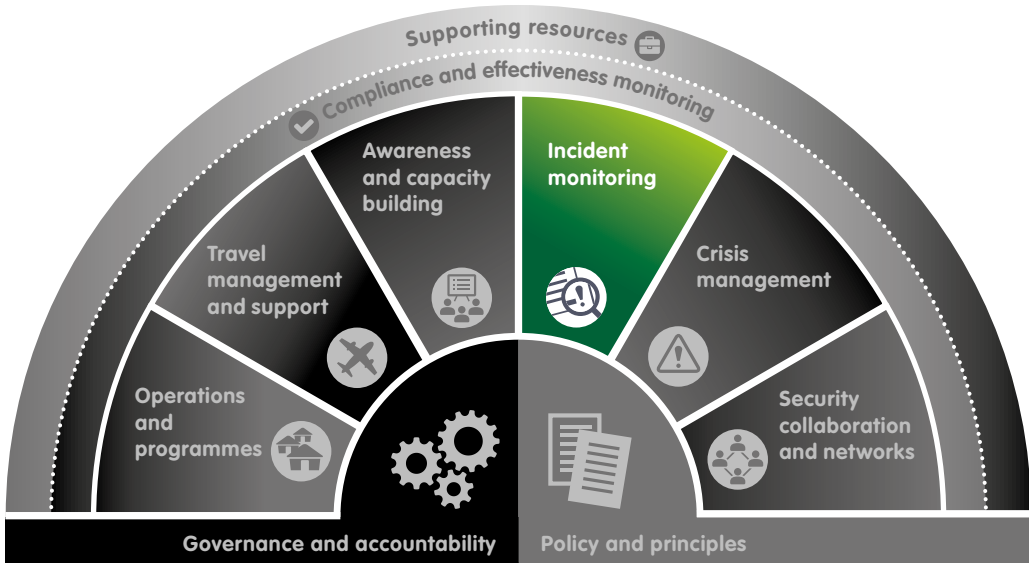 Supporting resources
Compliance and effectiveness monitoring
Awareness
and capacity
building
Incident
monitoring
Travel
management
and support
Crisis
management
Operations
and
programmes
Security
collaboration
and networks
Governance and accountability
Policy and principles